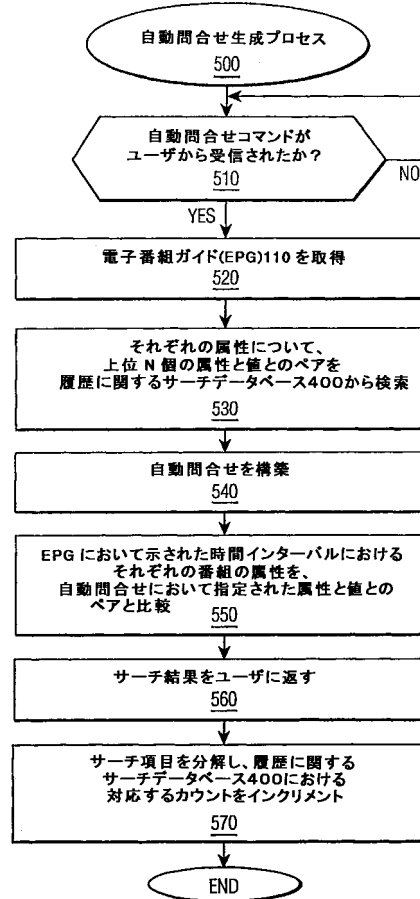 自動問合せ生成プロセス
500
自動問合せコマンドが
ユーザから受信されたか？
510
NO
YES
電子番組ガイド(EPG)110を取得
520
それぞれの属性について、
上位N個の属性と値とのペアを
履歴に関するサーチデータベース400から検索
530
自動問合せを構築
540
EPGにおいて示された時間インターバルにおける
それぞれの番組の属性を、
自動問合せにおいて指定された属性と値との
ペアと比較
550
サーチ結果をユーザに返す
560
サーチ項目を分解し、履歴に関する
サーチデータベース400における
対応するカウントをインクリメント
570
END